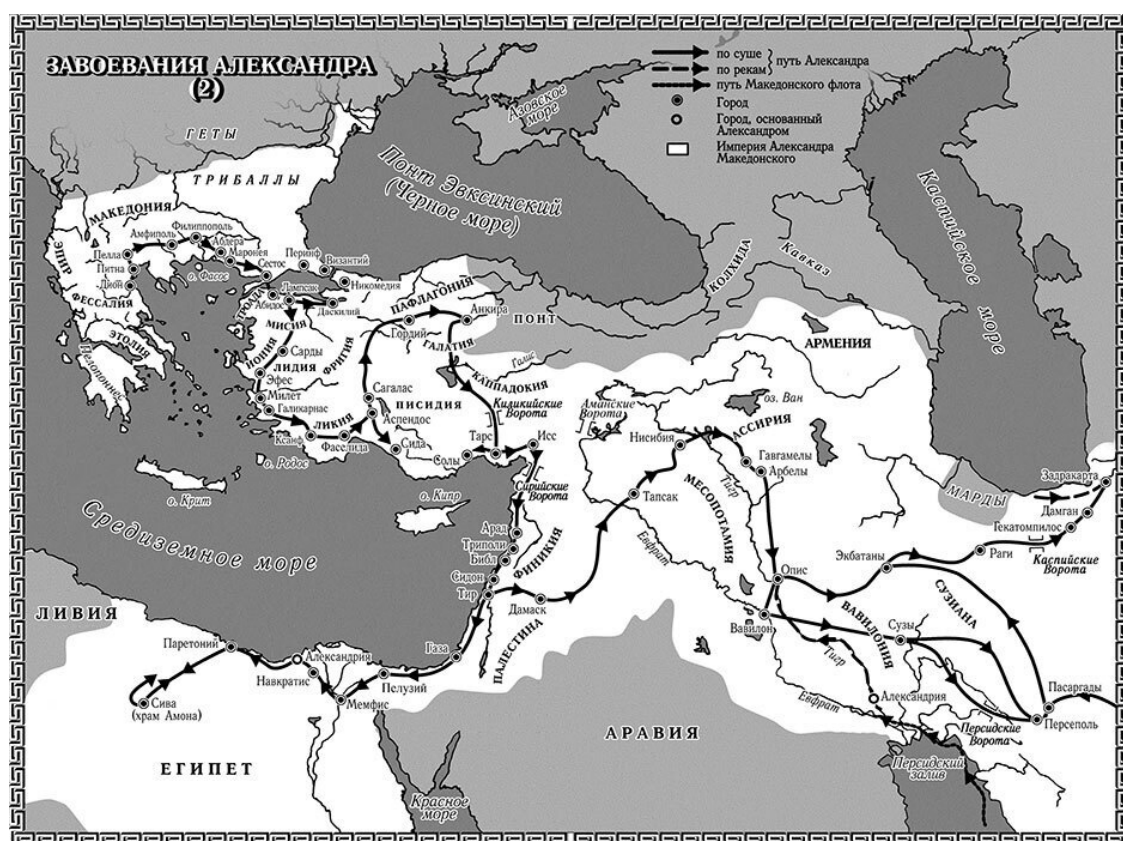 ЗАВОЕВАНИЯ АЛЕКСАНДРА
(2)
по суше
по рекам
путь Александра
путь Македонского флота
Город
Город, основанный
Александром
Империя Александра
Македонского
Азовское
море
ГЕТЫ
ТРИБАЛЛЫ
Понт Эвксинский
(Черное море)
Каспийское море
Кавказ
КОЛХИДА
МАКЕДОНИЯ
Филиппополь
Амфиполь
Абдера
Маронея
Пелла
Питна
Дион
ЭПИР
ФЕССАЛИЯ
ЭТОЛИЯ
Пелопоннес
о. Фасос
Сестос
Перинф
Византий
Никомедия
Лампсак
Абидос
Даскилий
ТРОАДА
МИСИЯ
ИОНИЯ
Сарды
ЛИДИЯ
ФРИГИЯ
Эфес
Милет
Галикарнас
ЛИКИЯ
Ксанф
Фаселида
о. Родос
о. Крит
ПАФЛАГОНИЯ
Гордий
Анкира
ГАЛАТИЯ
ПОНТ
Галис
КАППАДОКИЯ
Сагалас
ПИСИДИЯ
Аспендос
Сида
Киликийские
Ворота
Тарс
Солы
Исс
Аманские
Ворота
Сирийские
Ворота
о. Кипр
АРМЕНИЯ
оз. Ван
АССИРИЯ
Нисибия
Гавгамелы
Арбелы
Тигр
МЕСОПОТАМИЯ
Тапсак
Евфрат
Средиземное море
Арад
Триполи
Библ
Сидон
Тир
ФИНИКИЯ
Дамаск
ПАЛЕСТИНА
Газа
МАРДЫ
Задракарта
Дамган
Гекатомпилос
Каспийские
Ворота
Раги
Экбатаны
Опис
Вавилон
ВАВИЛОНИЯ
Сузы
СУЗИАНА
Тигр
Александрия
Евфрат
Пасаргады
Персеполь
Персидские
Ворота
Персидский
залив
ЛИВИЯ
Паретоний
Александрия
Навкратис
Пелузий
Мемфис
Сива
(храм Амона)
ЕГИПЕТ
Красное
море
АРАВИЯ